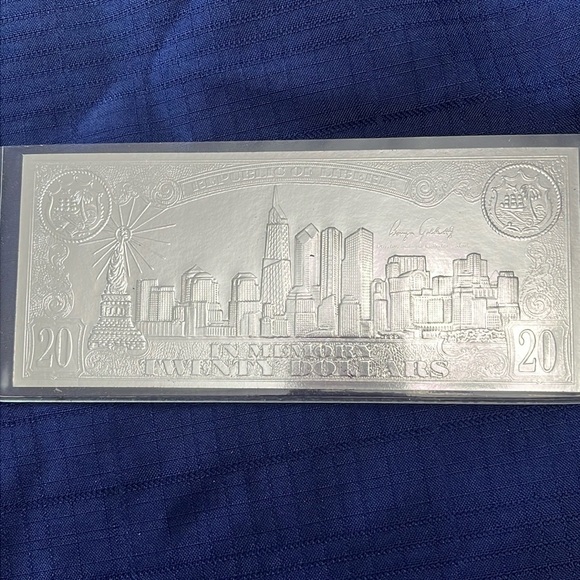 REPUBLIC OF LIBERIA
20
IN MEMORY
20
TWENTY DOLLARS